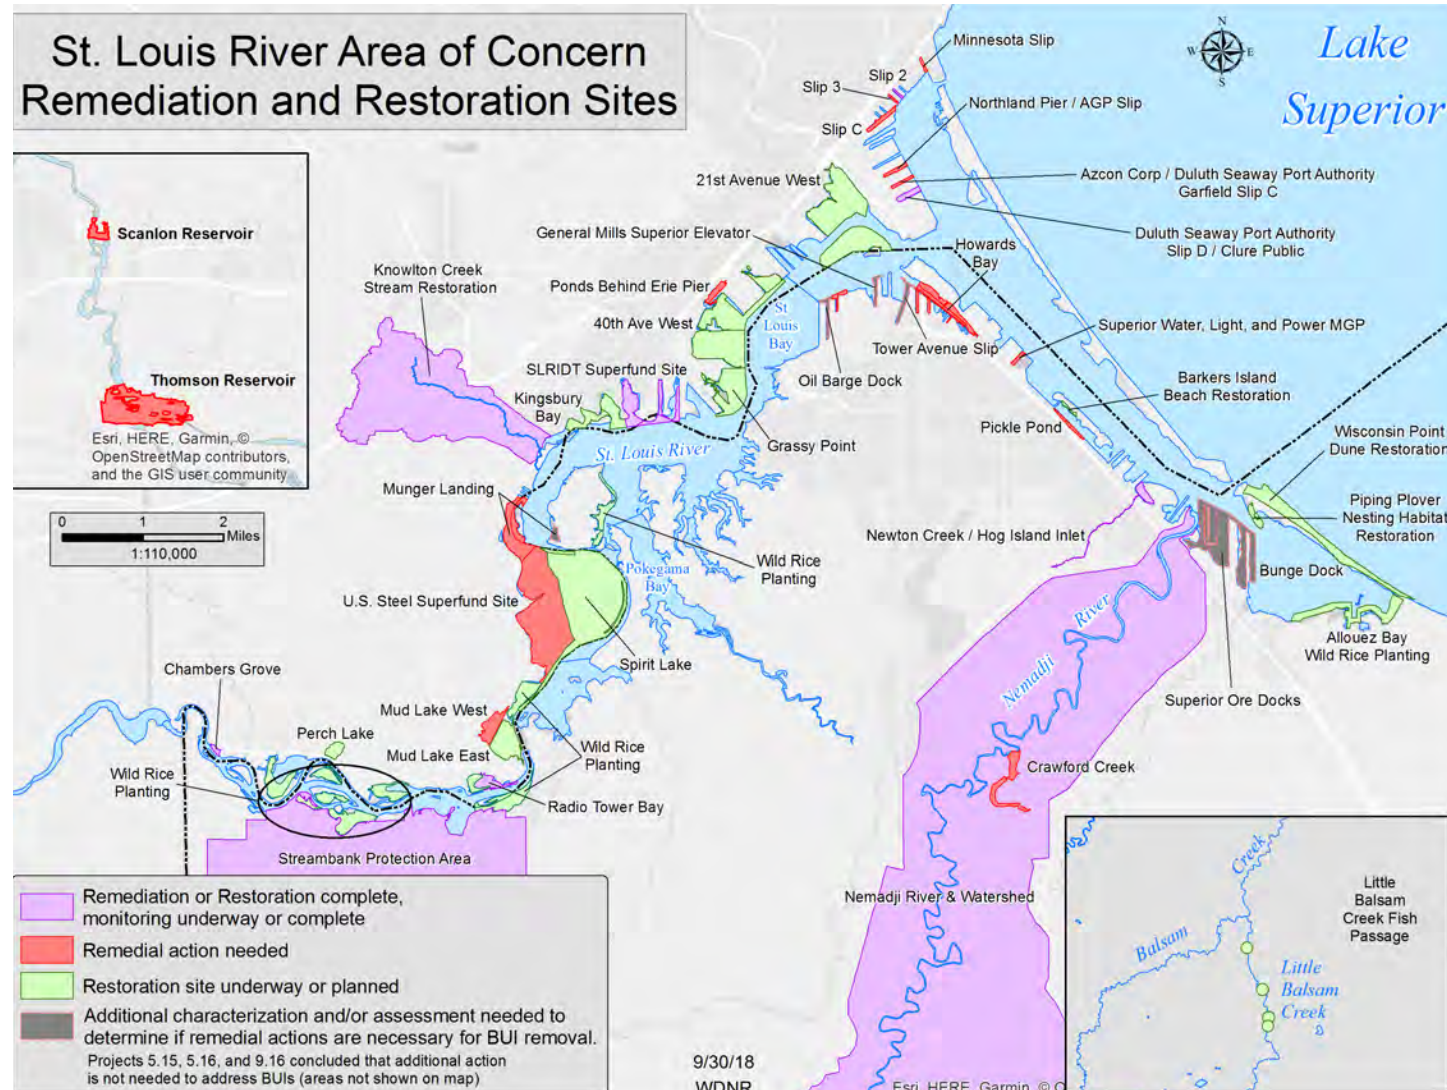 St. Louis River Area of Concern
Remediation and Restoration Sites
Lake
Superior
N
W
E
S
Minnesota Slip
Slip 2
Slip 3
Northland Pier / AGP Slip
Slip C
21st Avenue West
Azcon Corp / Duluth Seaway Port Authority
Garfield Slip C
General Mills Superior Elevator
Duluth Seaway Port Authority
Slip D / Clure Public
Howards
Bay
Scanlon Reservoir
Thomson Reservoir
Esri, HERE, Garmin, ©
OpenStreetMap contributors,
and the GIS user community
Knowlton Creek
Stream Restoration
Ponds Behind Erie Pier
40th Ave West
St
Louis
Bay
Superior Water, Light, and Power MGP
Tower Avenue Slip
SLRIDT Superfund Site
Oil Barge Dock
Barkers Island
Beach Restoration
Kingsbury
Bay
Pickle Pond
Grassy Point
Wisconsin Point
Dune Restoration
St. Louis River
Munger Landing
Piping Plover
Nesting Habitat
Restoration
0
1
2
Miles
1:110,000
Newton Creek / Hog Island Inlet
Wild Rice
Planting
Pokegama
Bay
Bunge Dock
U.S. Steel Superfund Site
River
Nemadji
Allouez Bay
Wild Rice Planting
Spirit Lake
Chambers Grove
Superior Ore Docks
Mud Lake West
Perch Lake
Mud Lake East
Wild Rice
Planting
Crawford Creek
Wild Rice
Planting
Radio Tower Bay
Streambank Protection Area
Nemadji River & Watershed
Creek
Balsam
Little
Balsam
Creek Fish
Passage
Little
Balsam
Creek
Remediation or Restoration complete,
monitoring underway or complete
Remedial action needed
Restoration site underway or planned
Additional characterization and/or assessment needed to
determine if remedial actions are necessary for BUI removal.
Projects 5.15, 5.16, and 9.16 concluded that additional action
is not needed to address BUIs (areas not shown on map)
9/30/18
WDNR
Esri, HERE, Garmin, ©